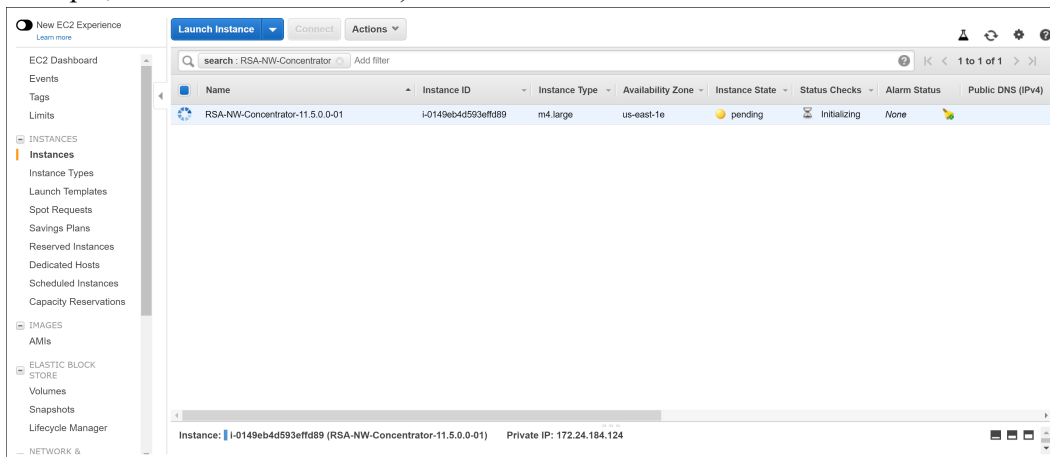 New EC2 Experience
Learn more
EC2 Dashboard
Events
Tags
Limits
INSTANCES
Instances
Instance Types
Launch Templates
Spot Requests
Savings Plans
Reserved Instances
Dedicated Hosts
Scheduled Instances
Capacity Reservations
IMAGES
AMIs
ELASTIC BLOCK
STORE
Volumes
Snapshots
Lifecycle Manager
NETWORK &
Launch Instance Connect Actions
search : RSA-NW-Concentrator Add filter 1 to 1 of 1
Name Instance ID Instance Type Availability Zone Instance State Status Checks Alarm Status Public DNS (IPv4)
RSA-NW-Concentrator-11.5.0.0-01 i-0149eb4d593effd89 m4.large us-east-1e pending Initializing None
Instance: i-0149eb4d593effd89 (RSA-NW-Concentrator-11.5.0.0-01) Private IP: 172.24.184.124